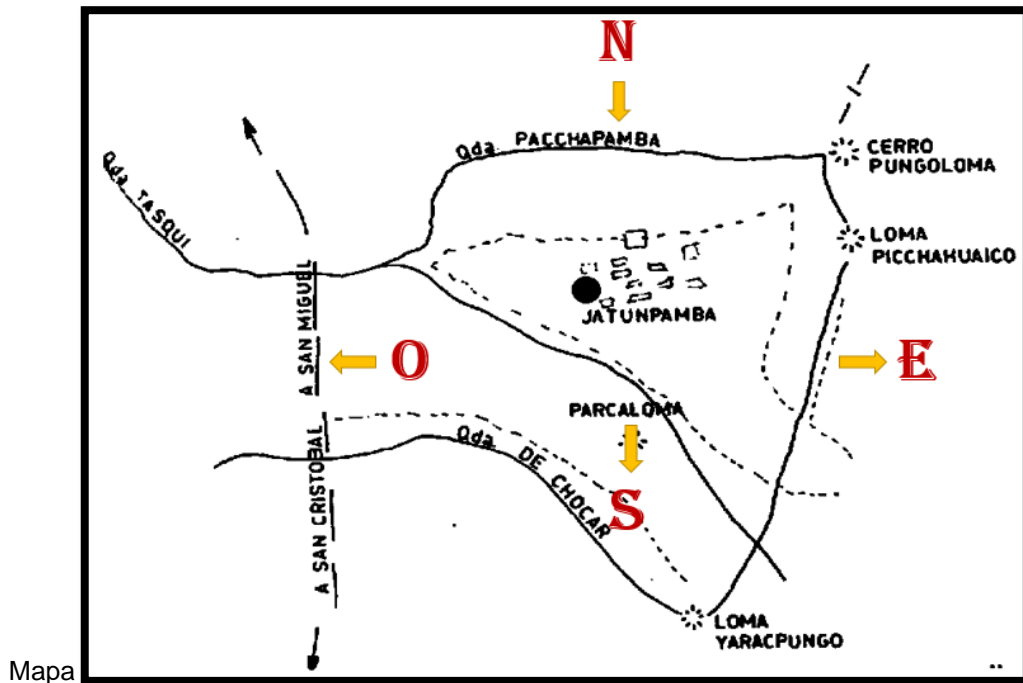 N
Qda PACCHAPAMBA
CERRO
PUNGOLOMA
Qda TASQUI
LOMA
PICCHAHUAICO
JATUNPAMBA
A SAN MIGUEL
O
E
PARCALOMA
Qda DE CHOCAR
S
A SAN CRISTOBAL
LOMA
YARACPUNGO
Mapa